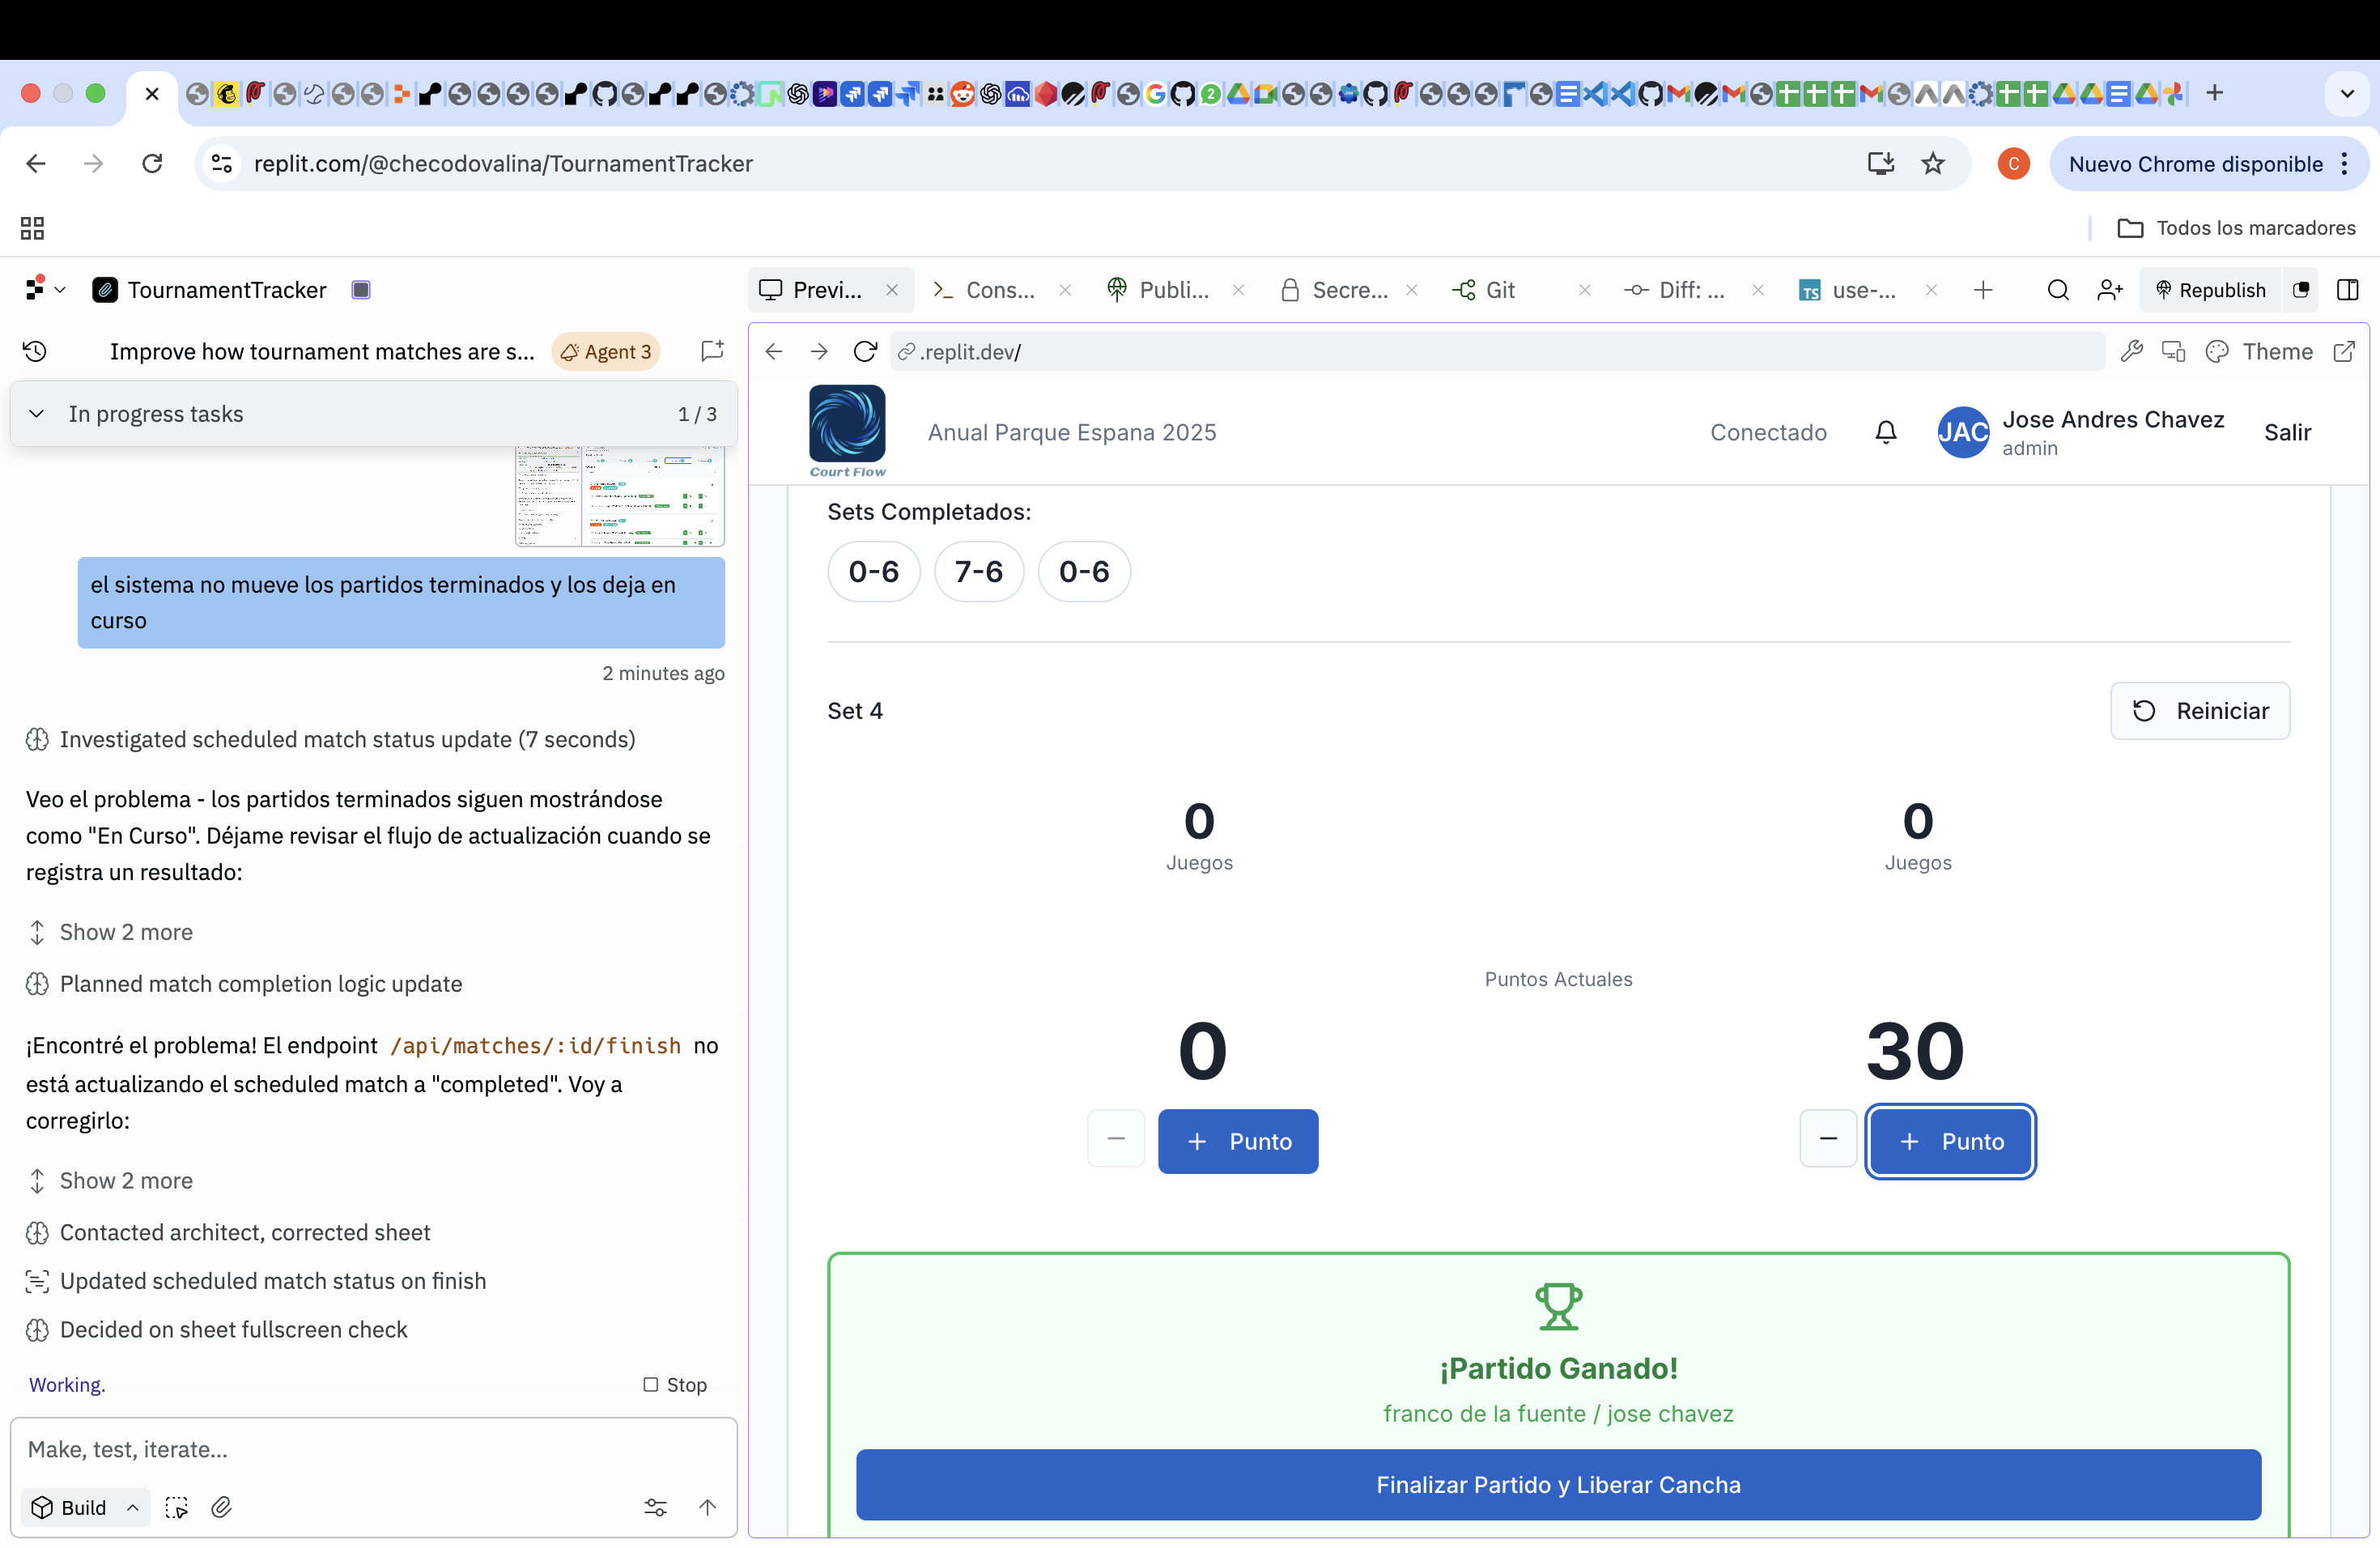 replit.com/@checodovalina/TournamentTracker
C
Nuevo Chrome disponible
Todos los marcadores
TournamentTracker
Previ...
Cons...
Publi...
Secre...
Git
Diff: ...
TS use-...
Republish
Improve how tournament matches are s...
Agent 3
.replit.dev/
Theme
In progress tasks
1 / 3
Court Flow
Anual Parque Espana 2025
Conectado
JAC
Jose Andres Chavez
admin
Salir
el sistema no mueve los partidos terminados y los deja en
curso
2 minutes ago
Investigated scheduled match status update (7 seconds)
Veo el problema - los partidos terminados siguen mostrándose
como "En Curso". Déjame revisar el flujo de actualización cuando se
registra un resultado:
Show 2 more
Planned match completion logic update
¡Encontré el problema! El endpoint /api/matches/:id/finish no
está actualizando el scheduled match a "completed". Voy a
corregirlo:
Show 2 more
Contacted architect, corrected sheet
Updated scheduled match status on finish
Decided on sheet fullscreen check
Working.
Stop
Make, test, iterate...
Build
Sets Completados:
0-6
7-6
0-6
Set 4
Reiniciar
0
Juegos
0
Juegos
Puntos Actuales
0
30
− + Punto
− + Punto
¡Partido Ganado!
franco de la fuente / jose chavez
Finalizar Partido y Liberar Cancha